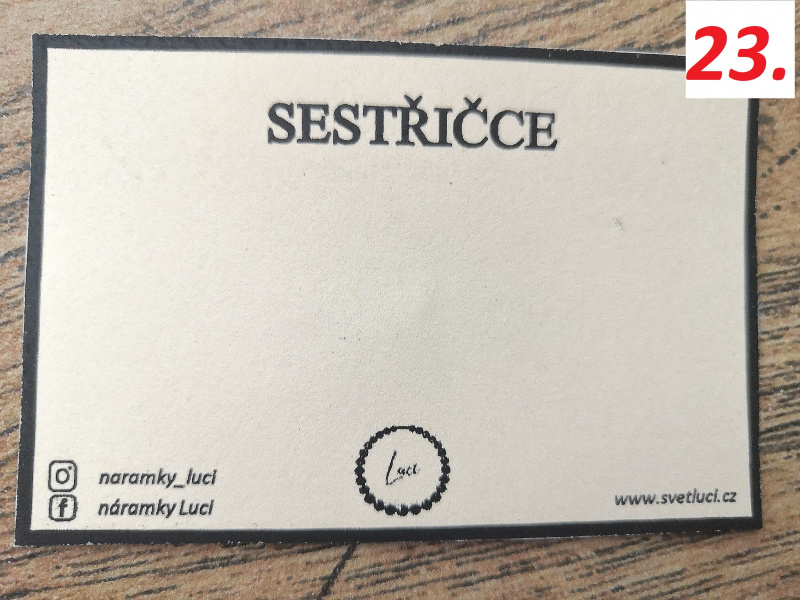 23.
SESTŘIČCE
naramky_luci
náramky Luci
Luci
www.svetluci.cz